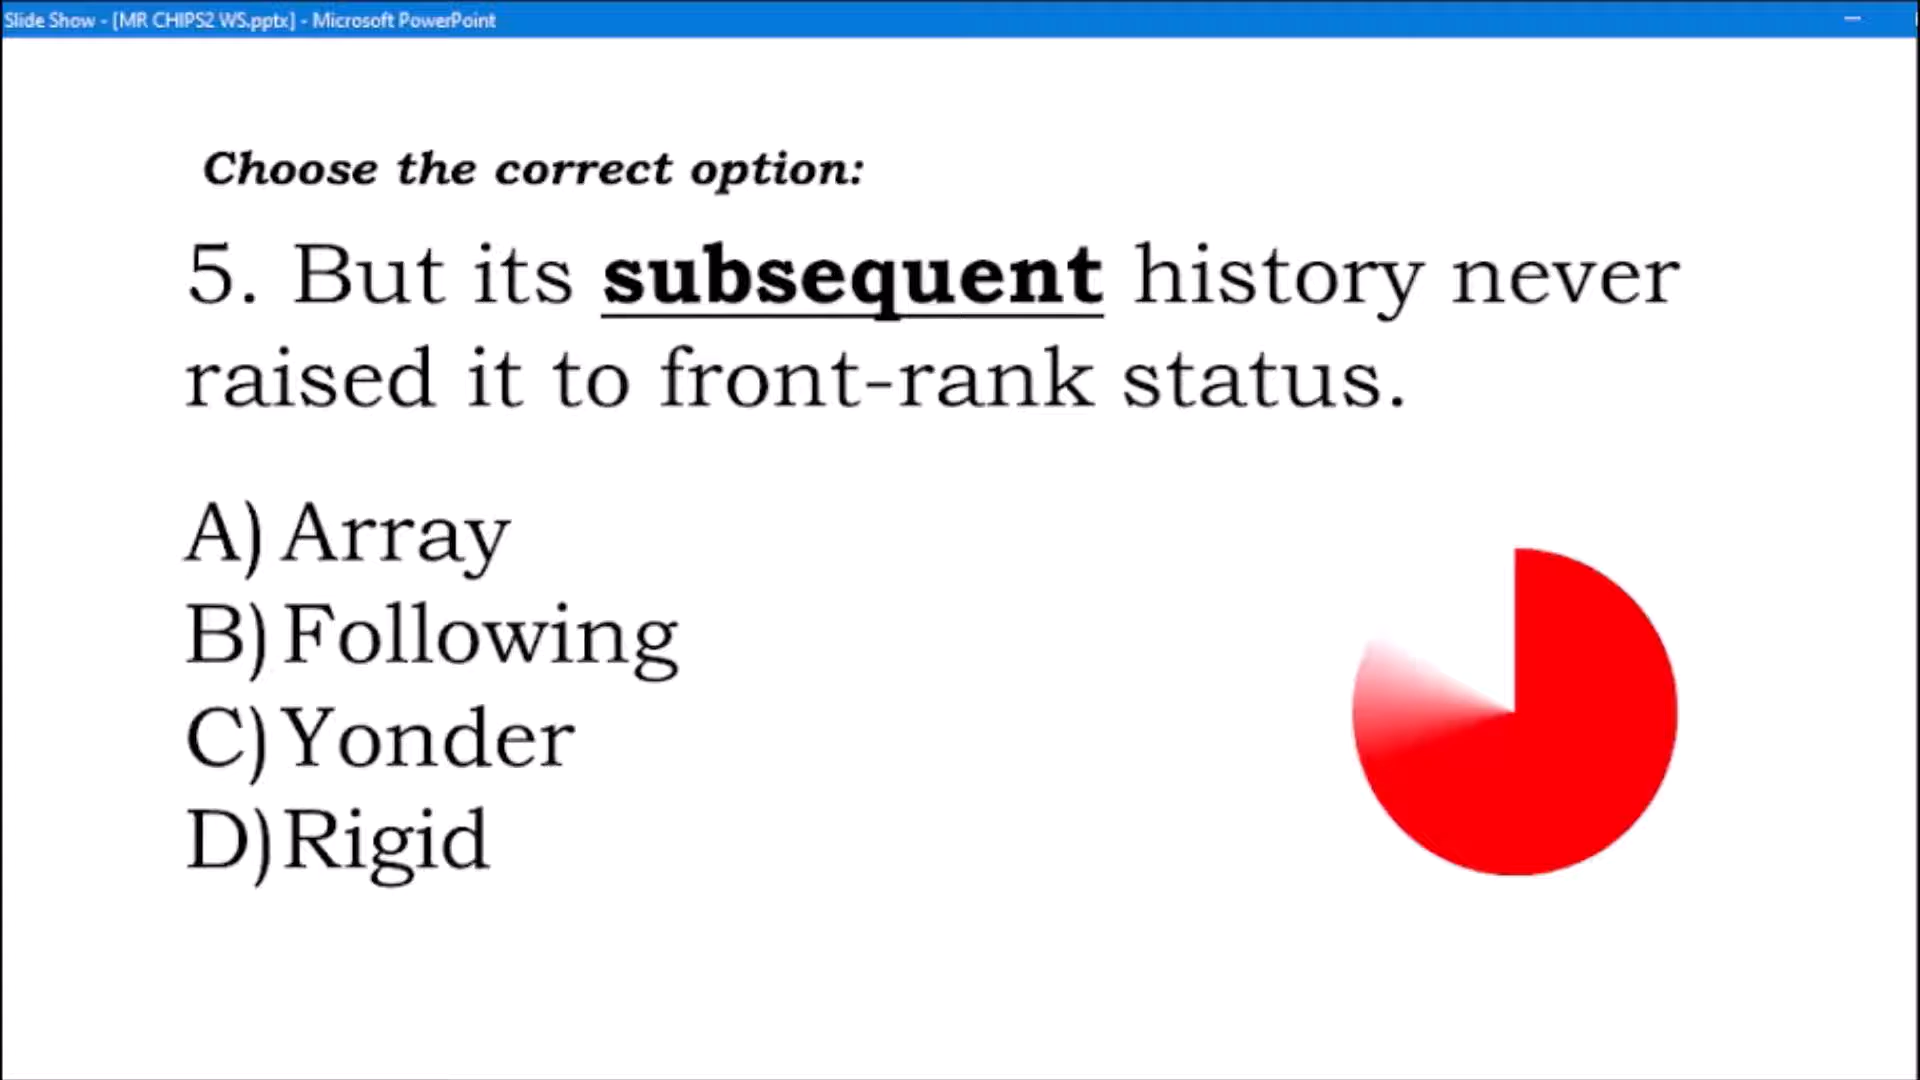 Slide Show - [MR CHIPS2 WS.pptx] - Microsoft PowerPoint
Choose the correct option:
5. But its subsequent history never
raised it to front-rank status.
A) Array
B) Following
C) Yonder
D) Rigid